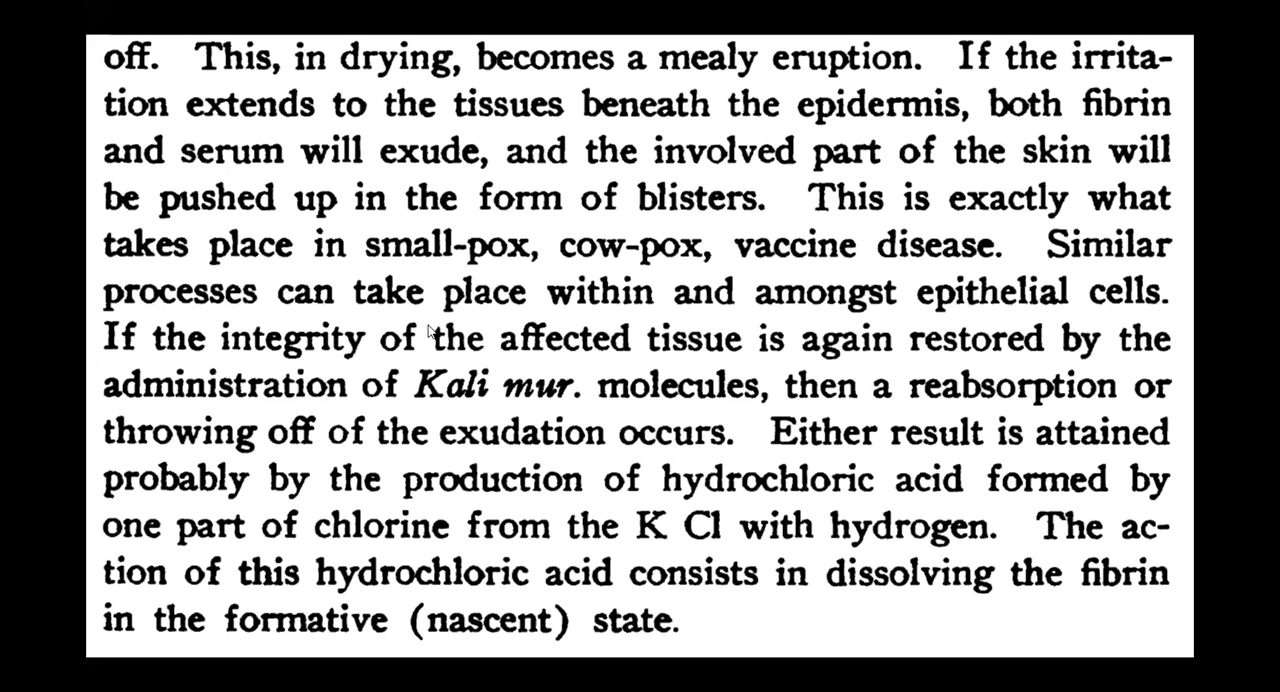 off. This, in drying, becomes a mealy eruption. If the irrita-
tion extends to the tissues beneath the epidermis, both fibrin
and serum will exude, and the involved part of the skin will
be pushed up in the form of blisters. This is exactly what
takes place in small-pox, cow-pox, vaccine disease. Similar
processes can take place within and amongst epithelial cells.
If the integrity of the affected tissue is again restored by the
administration of Kali mur. molecules, then a reabsorption or
throwing off of the exudation occurs. Either result is attained
probably by the production of hydrochloric acid formed by
one part of chlorine from the K Cl with hydrogen. The ac-
tion of this hydrochloric acid consists in dissolving the fibrin
in the formative (nascent) state.